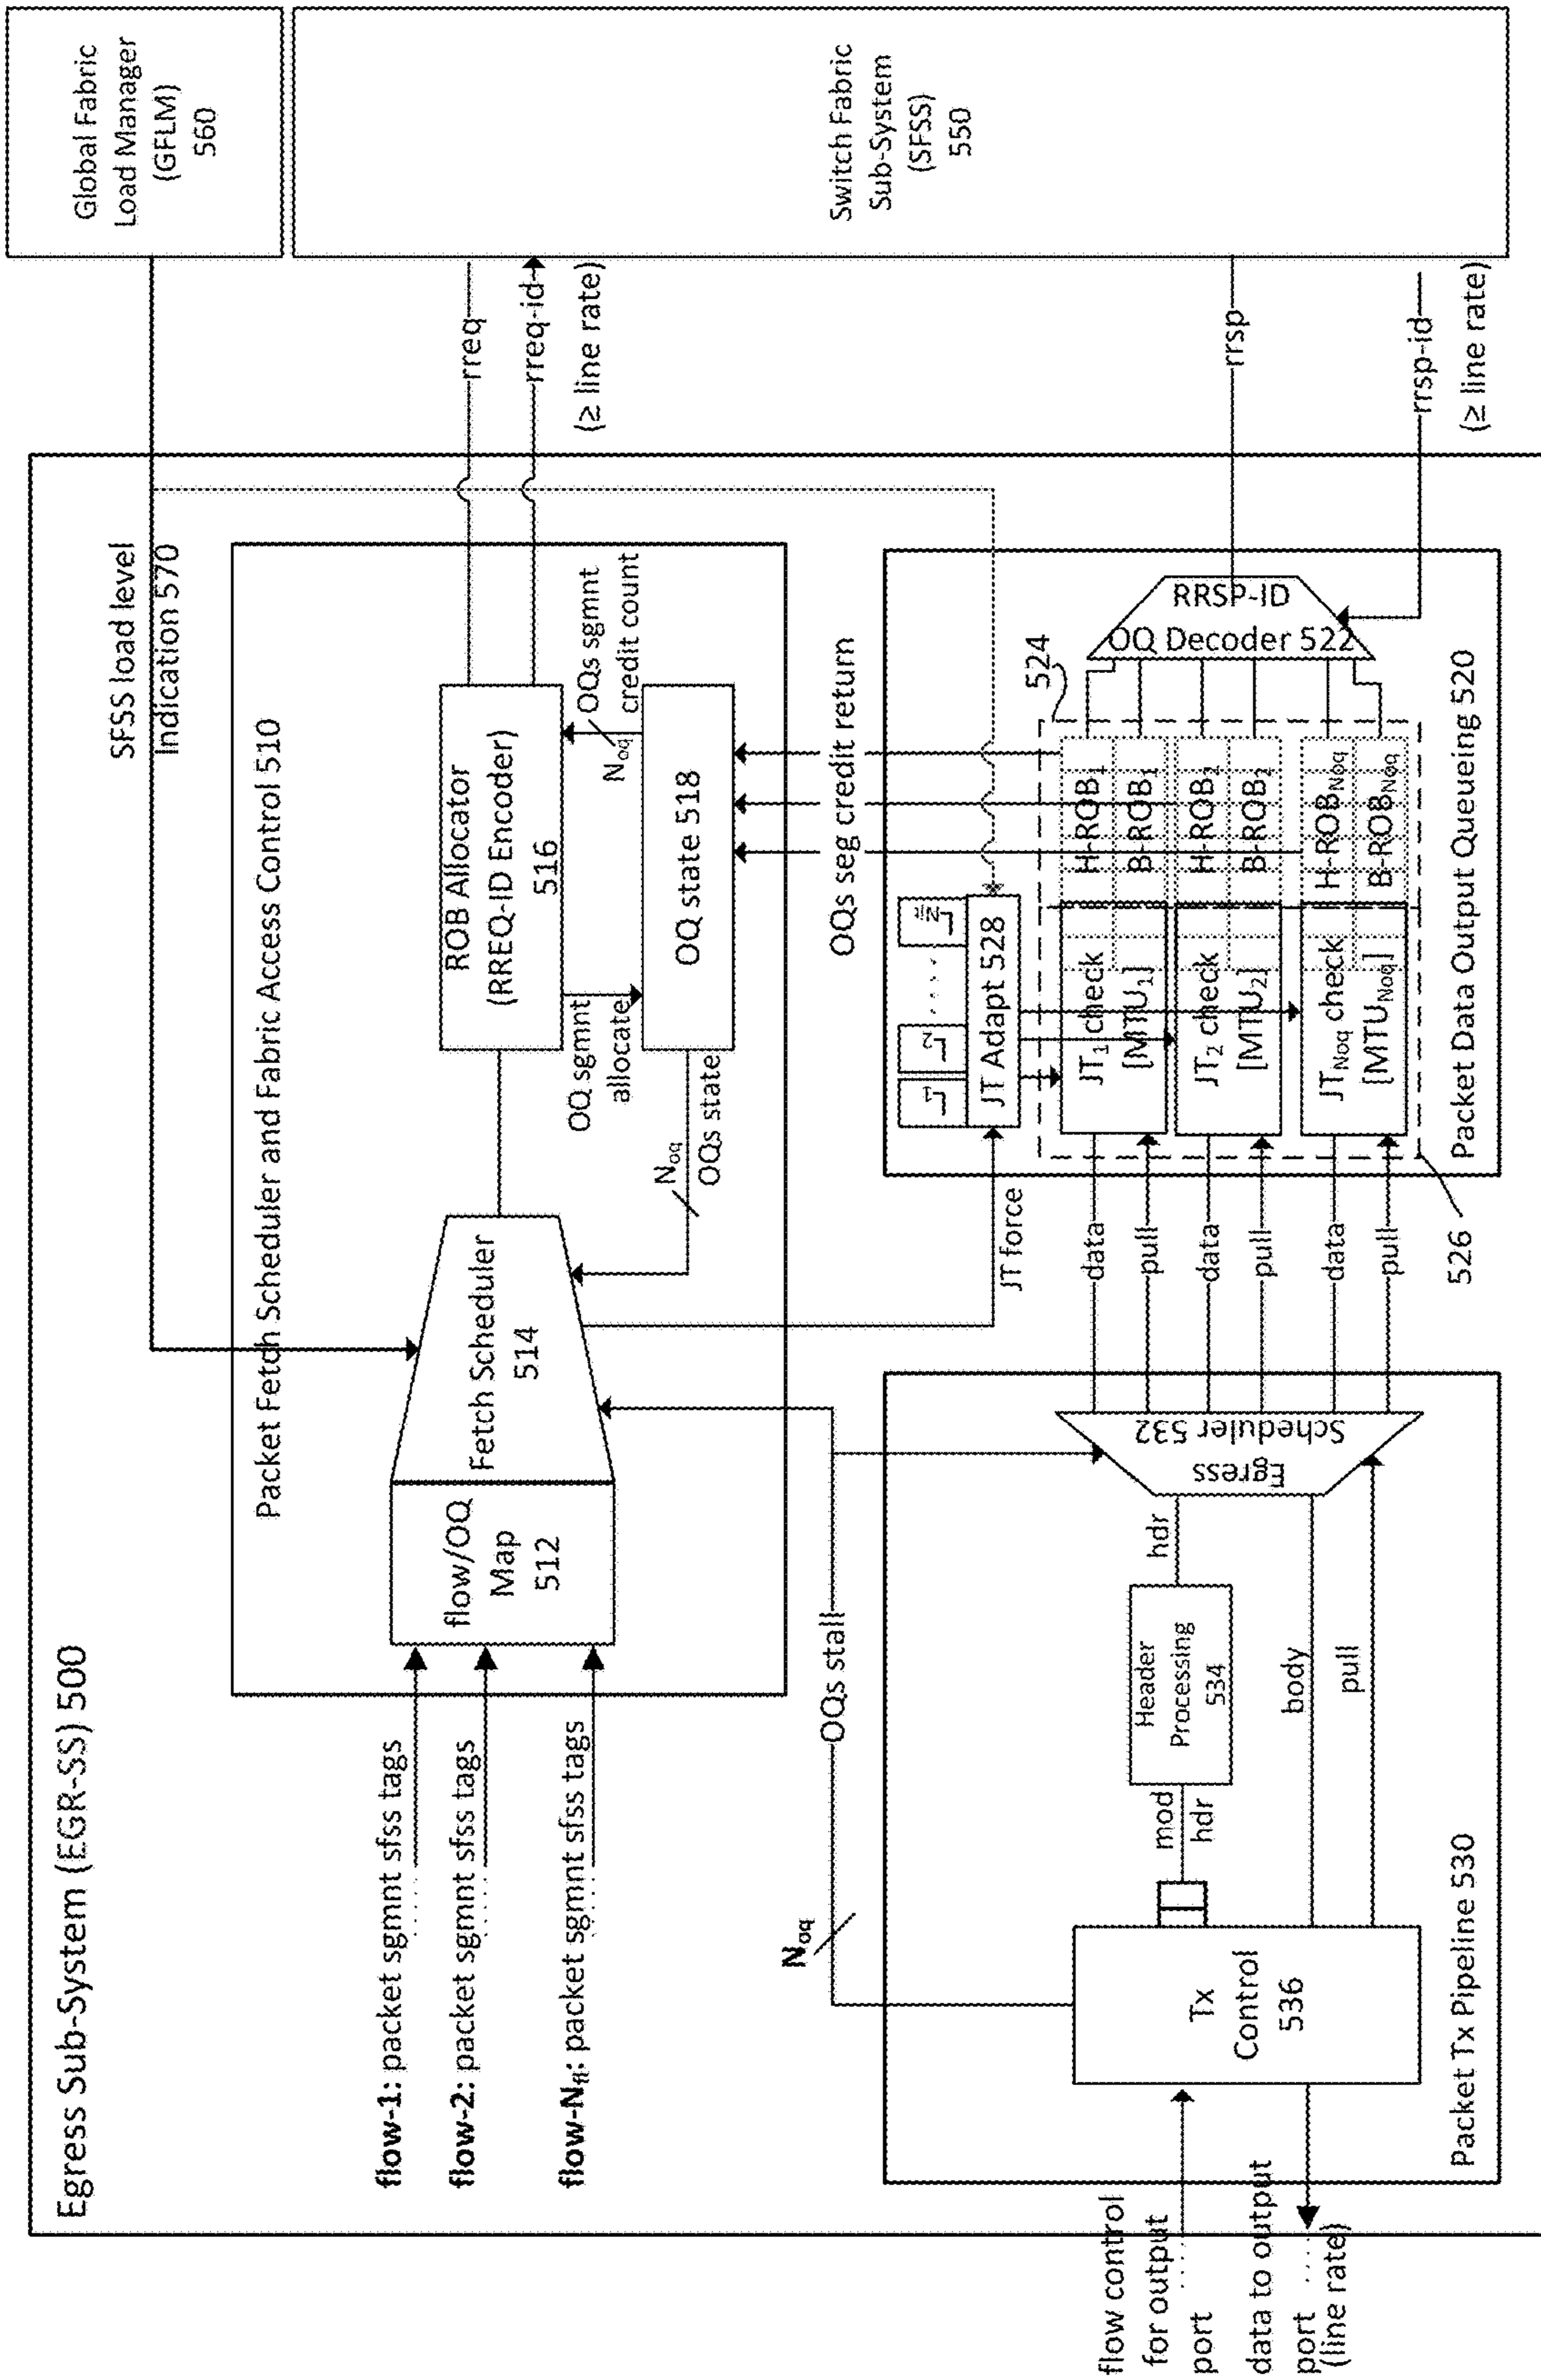 Egress Sub-System (EGR-SS) 500
SFSS load level
Indication 570
Global Fabric
Load Manager
(GFLM)
560
Packet Fetch Scheduler and Fabric Access Control 510
flow-1: packet sgmnt sfss tags
flow-2: packet sgmnt sfss tags
flow-Nfl: packet sgmnt sfss tags
flow/OQ
Map
512
Fetch Scheduler
514
ROB Allocator
(RREQ-ID Encoder)
516
OQ sgmnt
allocate
OQs sgmnt
credit count
Noq
OQ state 518
Noq
OQs state
rreq
rreq-id
(≥ line rate)
Switch Fabric
Sub-System
(SFSS)
550
OQs stall
Noq
OQs seg credit return
JT force
JT Adapt 528
524
JT1 check
[MTU1]
H-ROB1
B-ROB1
JT2 check
[MTU2]
H-ROB2
B-ROB2
JTNoq check
[MTUNoq]
H-ROBNoq
B-ROBNoq
RRSP-ID
OQ Decoder 522
rrsp
rrsp-id
(≥ line rate)
526
Packet Data Output Queueing 520
data
pull
data
pull
data
pull
Egress
Scheduler 532
hdr
Header
Processing
534
mod
hdr
body
pull
Tx
Control
536
Packet Tx Pipeline 530
flow control
for output
port
data to output
port
(line rate)